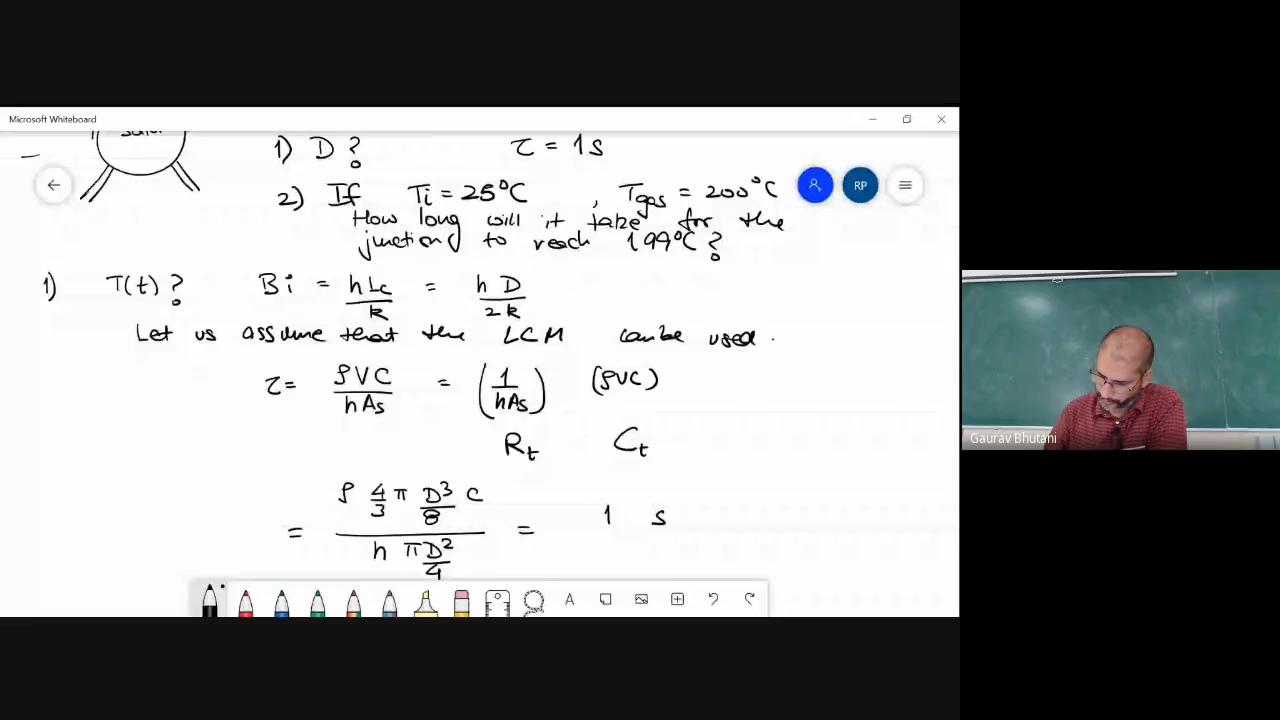 Microsoft Whiteboard
1) D ? τ = 1s
2) If Ti = 25°C , Tgas = 200°C
RP
How long will it take for the
junction to reach 199°C ?
1) T(t) ? Bi = hLc/k = hD/2k
Let us assume that the LCM can be used .
τ = ρVC/hAs = (1/hAs) (ρVC)
Rt Ct
= ρ 4/3 π D³/8 C / h π D²/4 = 1 s
Gaurav Bhutani